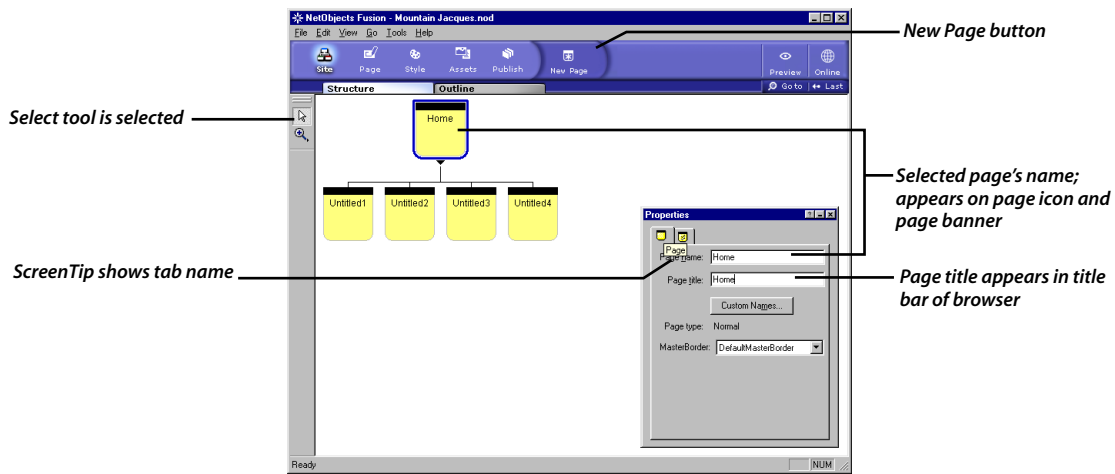 NetObjects Fusion - Mountain Jacques.nod
File Edit View Go Tools Help
New Page button
Site Page Style Assets Publish New Page Preview Online
Structure Outline Goto Last
Select tool is selected
Home
Selected page's name;
appears on page icon and
page banner
Untitled1 Untitled2 Untitled3 Untitled4
Properties
Page
Page name: Home
ScreenTip shows tab name
Page title: Home
Page title appears in title
bar of browser
Custom Names...
Page type: Normal
MasterBorder: DefaultMasterBorder
Ready NUM